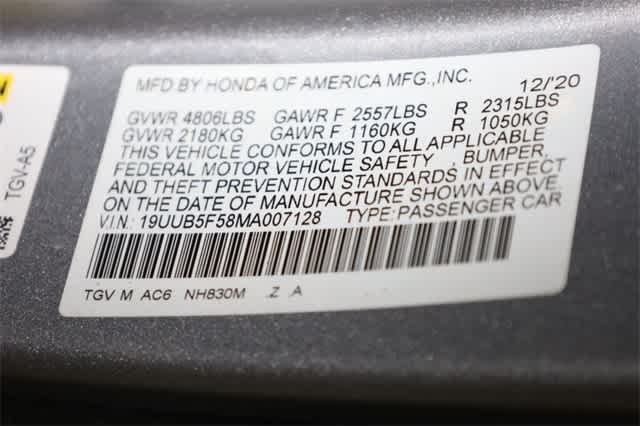 MFD BY HONDA OF AMERICA MFG.,INC. 12/'20
GVWR 4806LBS GAWR F 2557LBS R 2315LBS
GVWR 2180KG GAWR F 1160KG R 1050KG
THIS VEHICLE CONFORMS TO ALL APPLICABLE
FEDERAL MOTOR VEHICLE SAFETY , BUMPER,
AND THEFT PREVENTION STANDARDS IN EFFECT
ON THE DATE OF MANUFACTURE SHOWN ABOVE.
V.I.N.: 19UUB5F58MA007128 TYPE:PASSENGER CAR
TGV M AC6 NH830M .Z A
TGV-A5